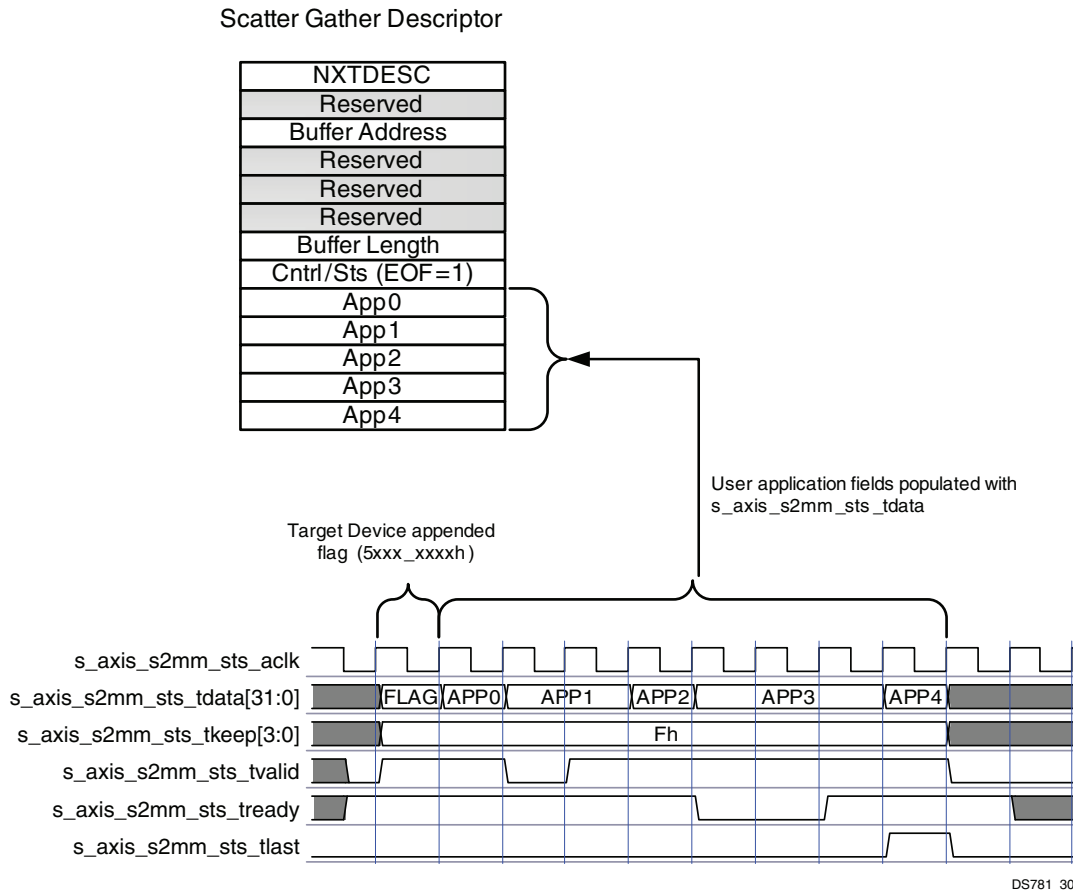 Scatter Gather Descriptor
NXTDESC
Reserved
Buffer Address
Reserved
Reserved
Reserved
Buffer Length
Cntrl/Sts (EOF=1)
App0
App1
App2
App3
App4
User application fields populated with
s_axis_s2mm_sts_tdata
Target Device appended
flag (5xxx_xxxxh)
s_axis_s2mm_sts_aclk
s_axis_s2mm_sts_tdata[31:0] FLAG APP0 APP1 APP2 APP3 APP4
s_axis_s2mm_sts_tkeep[3:0] Fh
s_axis_s2mm_sts_tvalid
s_axis_s2mm_sts_tready
s_axis_s2mm_sts_tlast
DS781_30